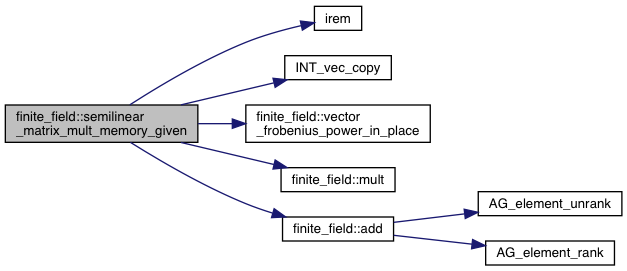 irem
INT_vec_copy
finite_field::semilinear
_matrix_mult_memory_given
finite_field::vector
_frobenius_power_in_place
finite_field::mult
finite_field::add
AG_element_unrank
AG_element_rank